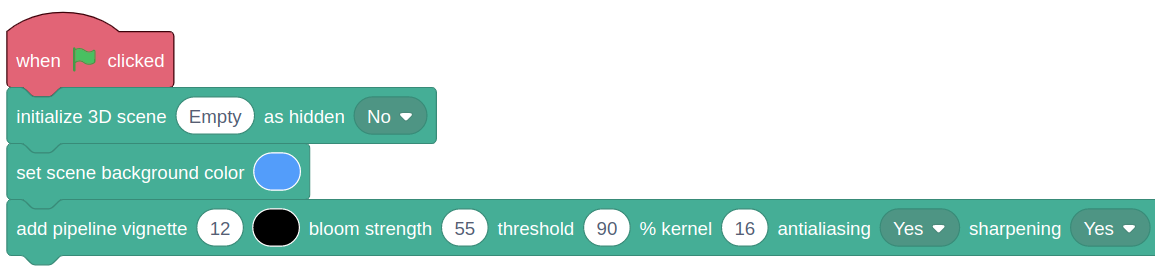 when clicked
initialize 3D scene Empty as hidden No
set scene background color
add pipeline vignette 12 bloom strength 55 threshold 90 % kernel 16 antialiasing Yes sharpening Yes